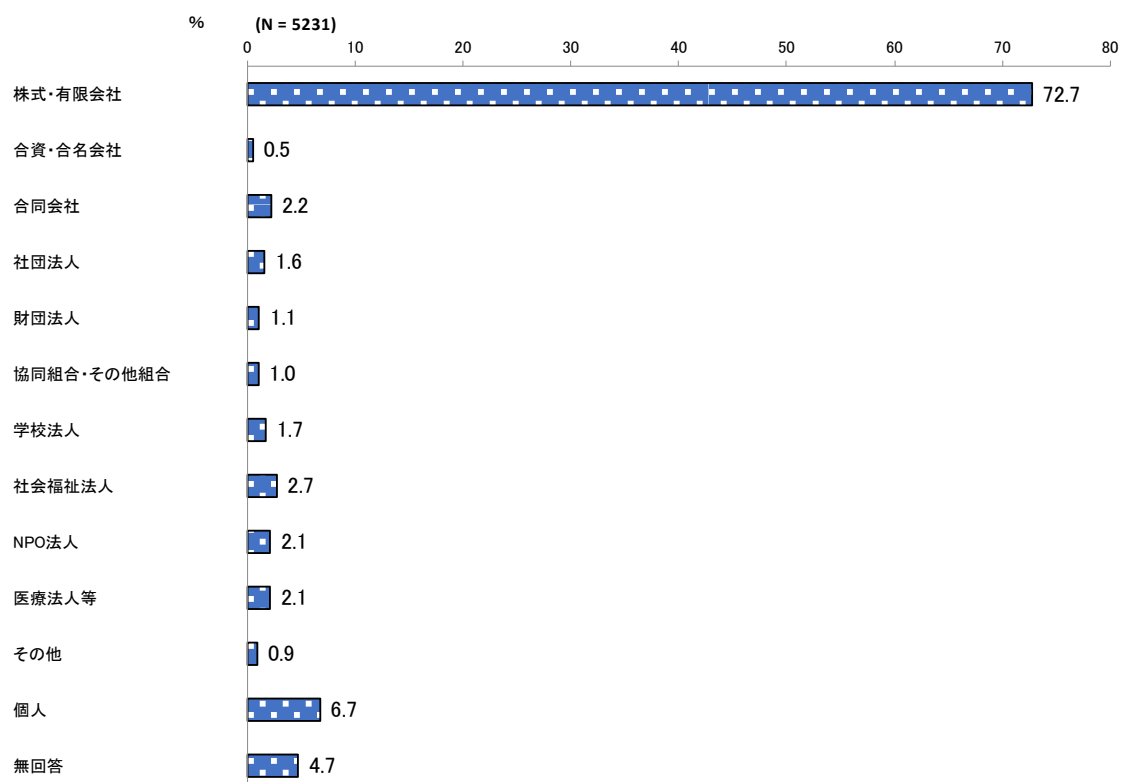 % (N = 5231)
0 10 20 30 40 50 60 70 80
株式・有限会社 72.7
合資・合名会社 0.5
合同会社 2.2
社団法人 1.6
財団法人 1.1
協同組合・その他組合 1.0
学校法人 1.7
社会福祉法人 2.7
NPO法人 2.1
医療法人等 2.1
その他 0.9
個人 6.7
無回答 4.7